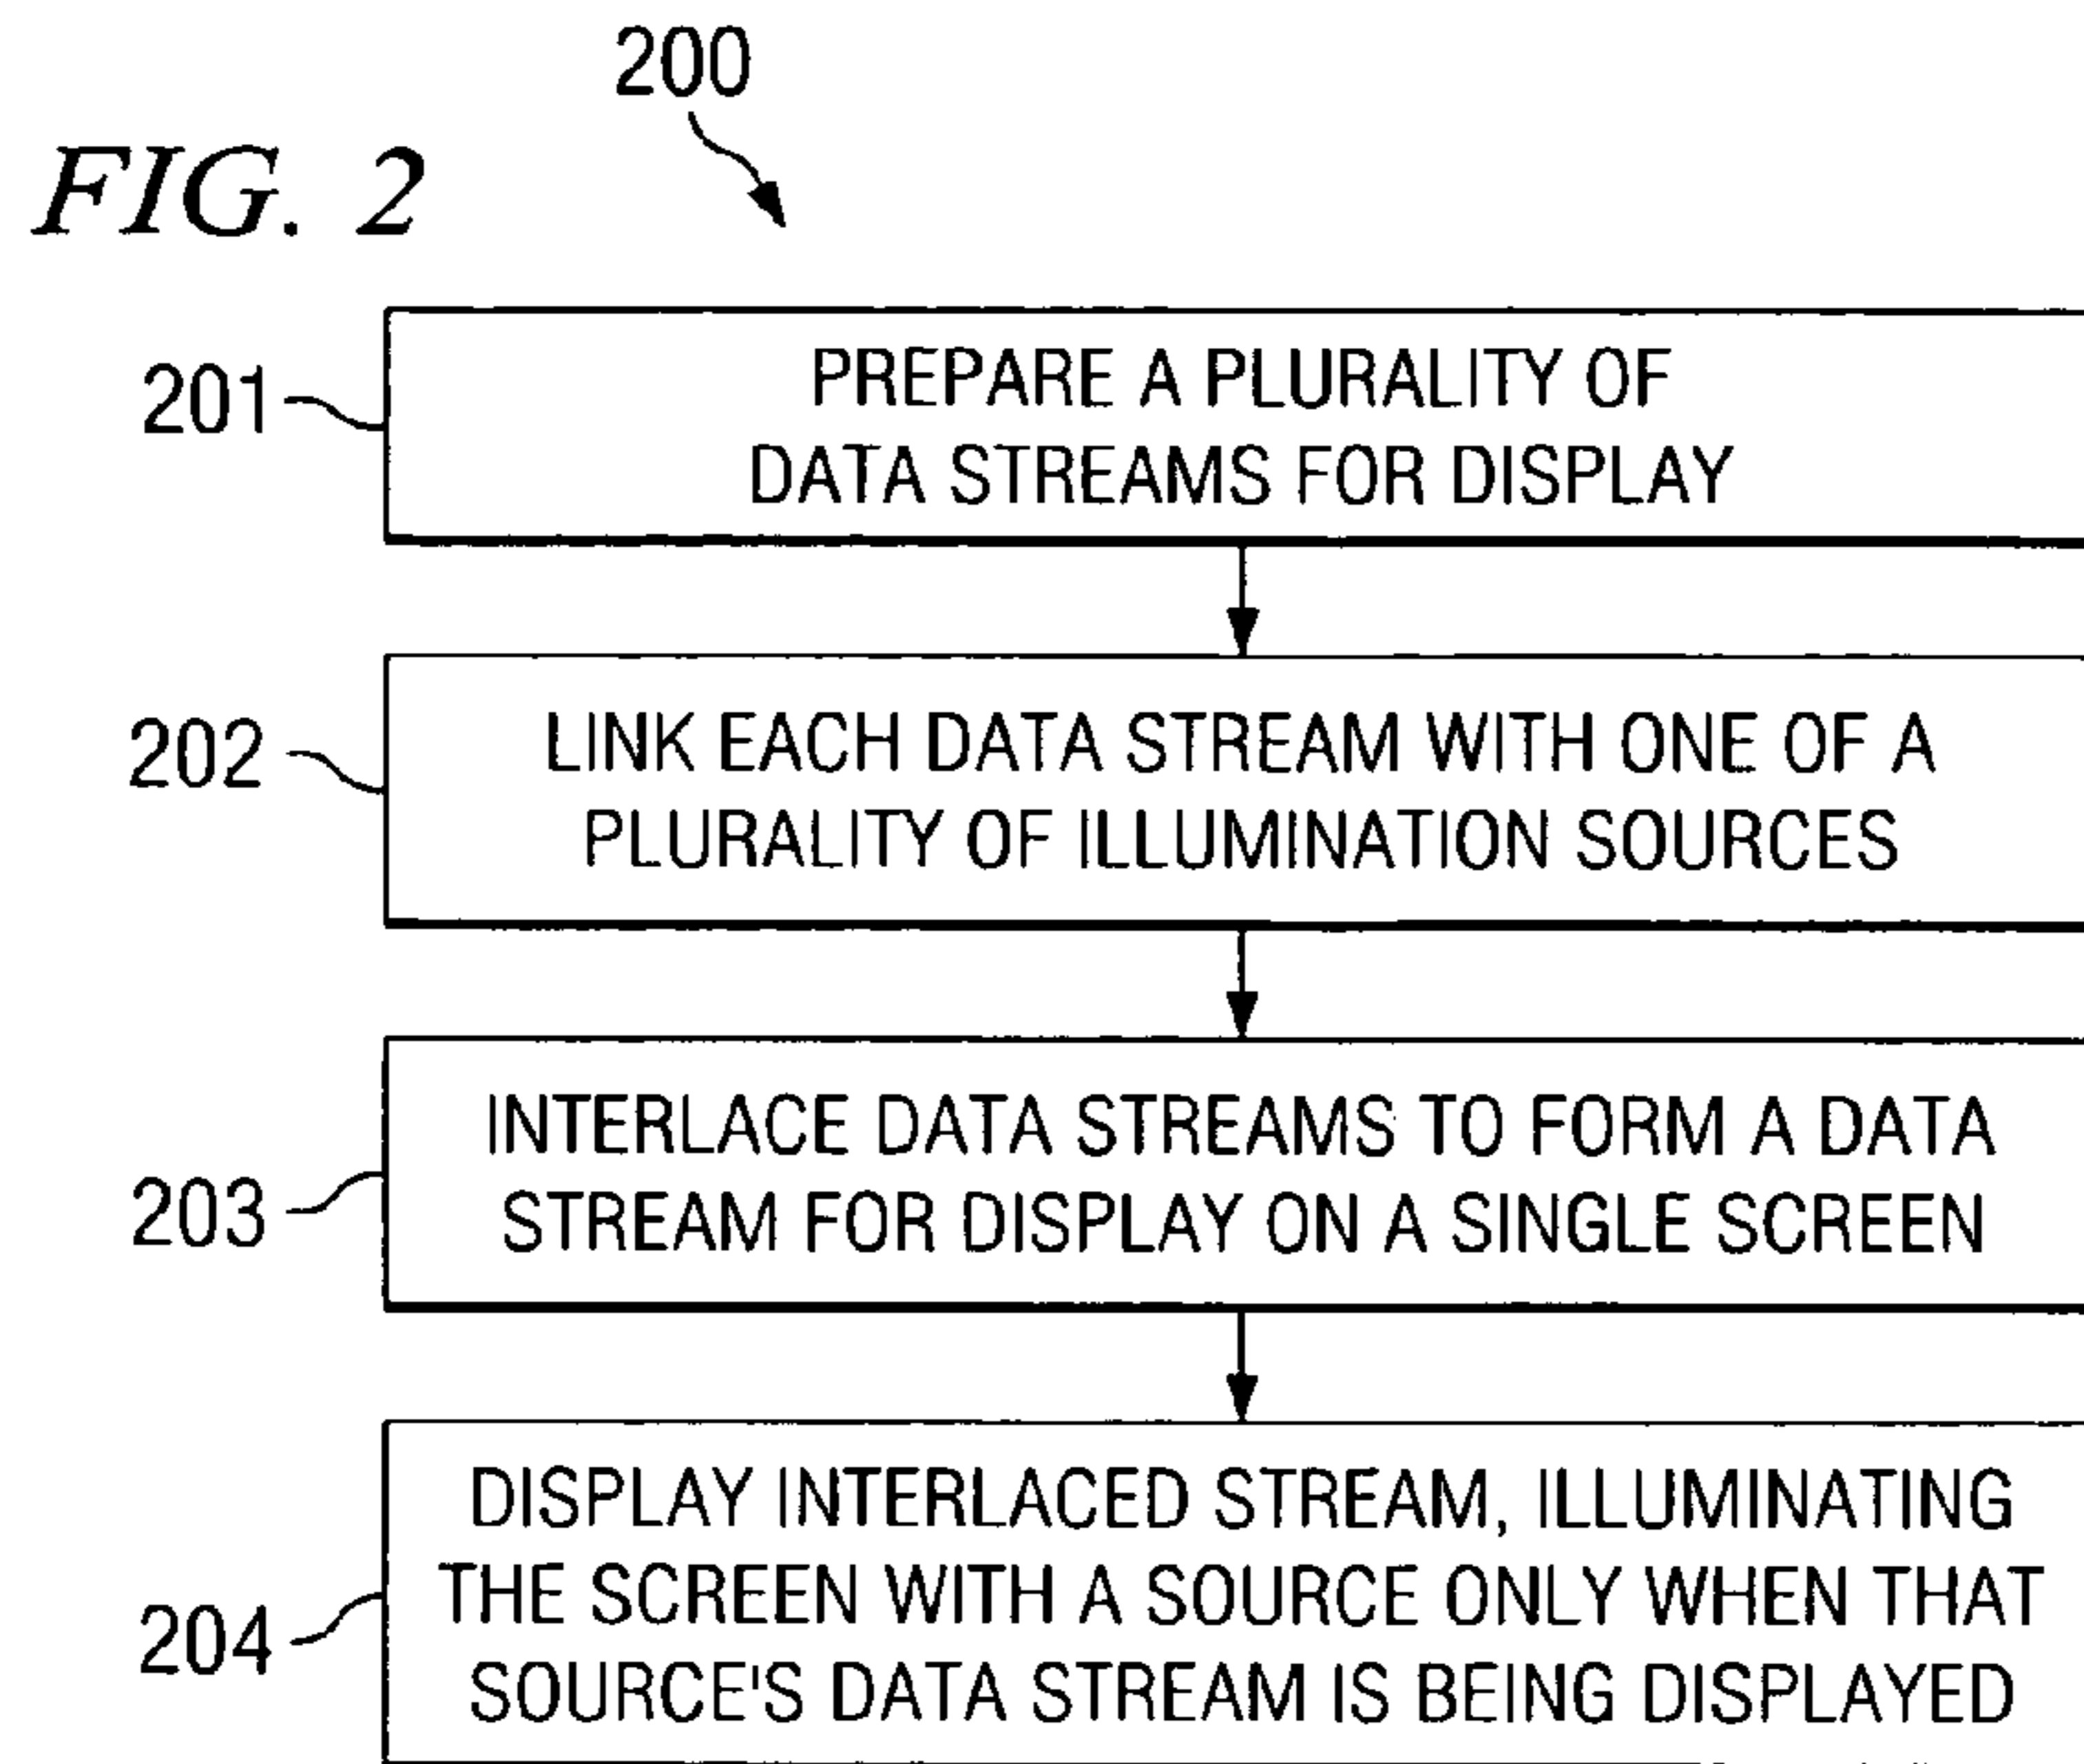 200
FIG. 2
201
PREPARE A PLURALITY OF
DATA STREAMS FOR DISPLAY
202
LINK EACH DATA STREAM WITH ONE OF A
PLURALITY OF ILLUMINATION SOURCES
203
INTERLACE DATA STREAMS TO FORM A DATA
STREAM FOR DISPLAY ON A SINGLE SCREEN
204
DISPLAY INTERLACED STREAM, ILLUMINATING
THE SCREEN WITH A SOURCE ONLY WHEN THAT
SOURCE'S DATA STREAM IS BEING DISPLAYED